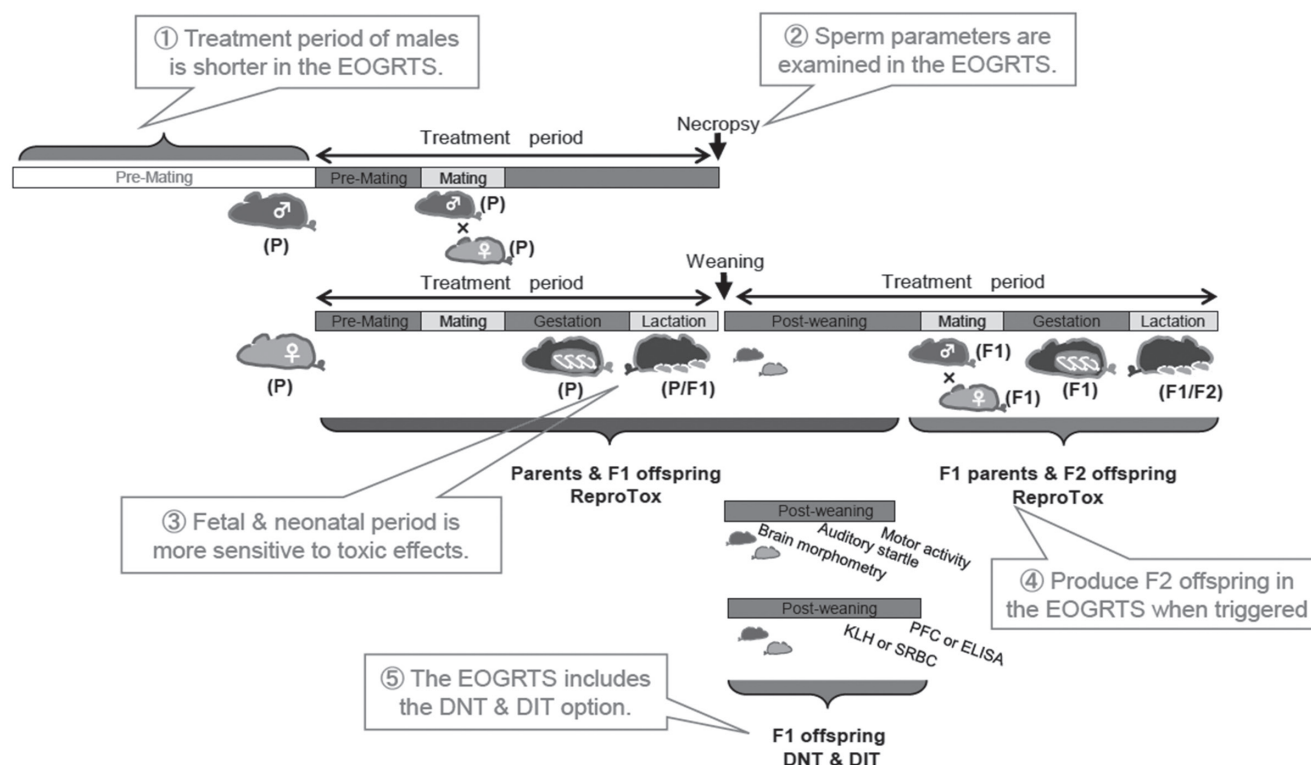 ① Treatment period of males
is shorter in the EOGRTS.
② Sperm parameters are
examined in the EOGRTS.
Necropsy
Treatment period
Pre-Mating
Pre-Mating
Mating
♂
(P)
♂
(P)
×
♀
(P)
Weaning
Treatment period
Treatment period
Pre-Mating
Mating
Gestation
Lactation
Post-weaning
Mating
Gestation
Lactation
♀
(P)
(P)
(P/F1)
♂
(F1)
×
♀
(F1)
(F1)
(F1/F2)
Parents & F1 offspring
ReproTox
F1 parents & F2 offspring
ReproTox
③ Fetal & neonatal period is
more sensitive to toxic effects.
Post-weaning
Brain morphometry
Auditory startle
Motor activity
④ Produce F2 offspring in
the EOGRTS when triggered
Post-weaning
KLH or SRBC
PFC or ELISA
⑤ The EOGRTS includes
the DNT & DIT option.
F1 offspring
DNT & DIT